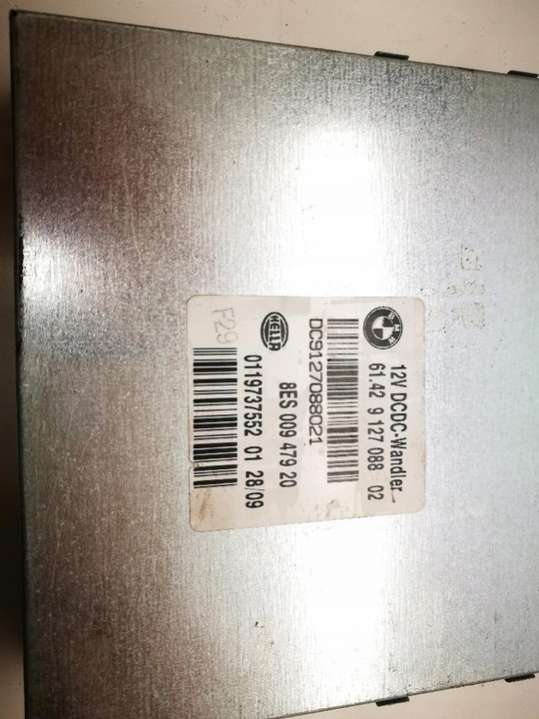 BMW
12V DCDC-Wandler
61.42 9 127 088 02
DC9127088021
HELLA
8ES 009 479 20
0119737552 01 28/09
F29